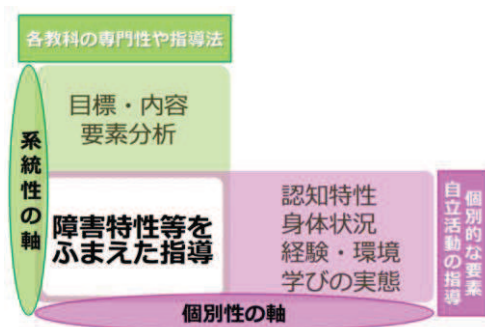 各教科の専門性や指導法
系統性の軸
目標・内容
要素分析
障害特性等を
ふまえた指導
認知特性
身体状況
経験・環境
学びの実態
個別的な要素
自立活動の指導
個別性の軸